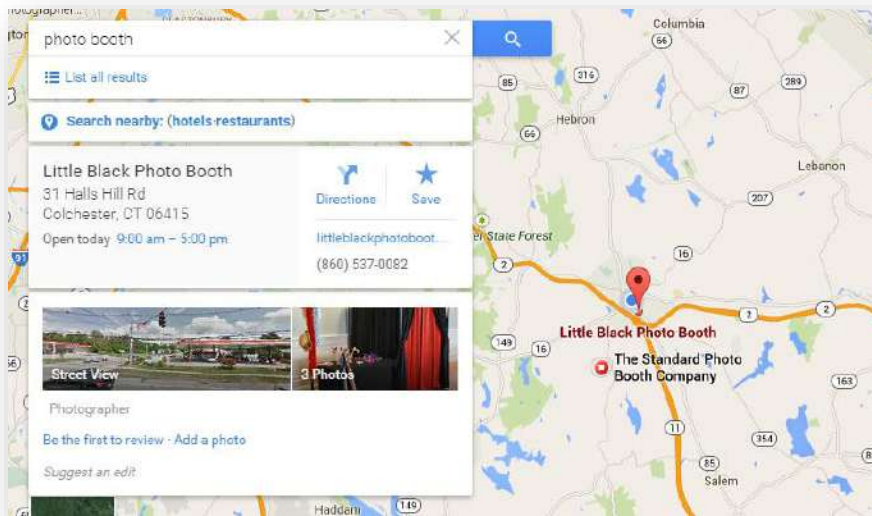 photo booth
List all results
Search nearby: (hotels-restaurants)
Little Black Photo Booth
31 Halls Hill Rd
Colchester, CT 06415
Open today 9:00 am – 5:00 pm
Directions
Save
littleblackphotoboot...
(860) 537-0082
Street View
3 Photos
Photographer
Be the first to review · Add a photo
Suggest an edit
Columbia
66
85
316
289
87
Hebron
66
Lebanon
207
er State Forest
16
91
2
2
2
Little Black Photo Booth
149
16
The Standard Photo
Booth Company
163
11
354
85
Salem
Haddam
149